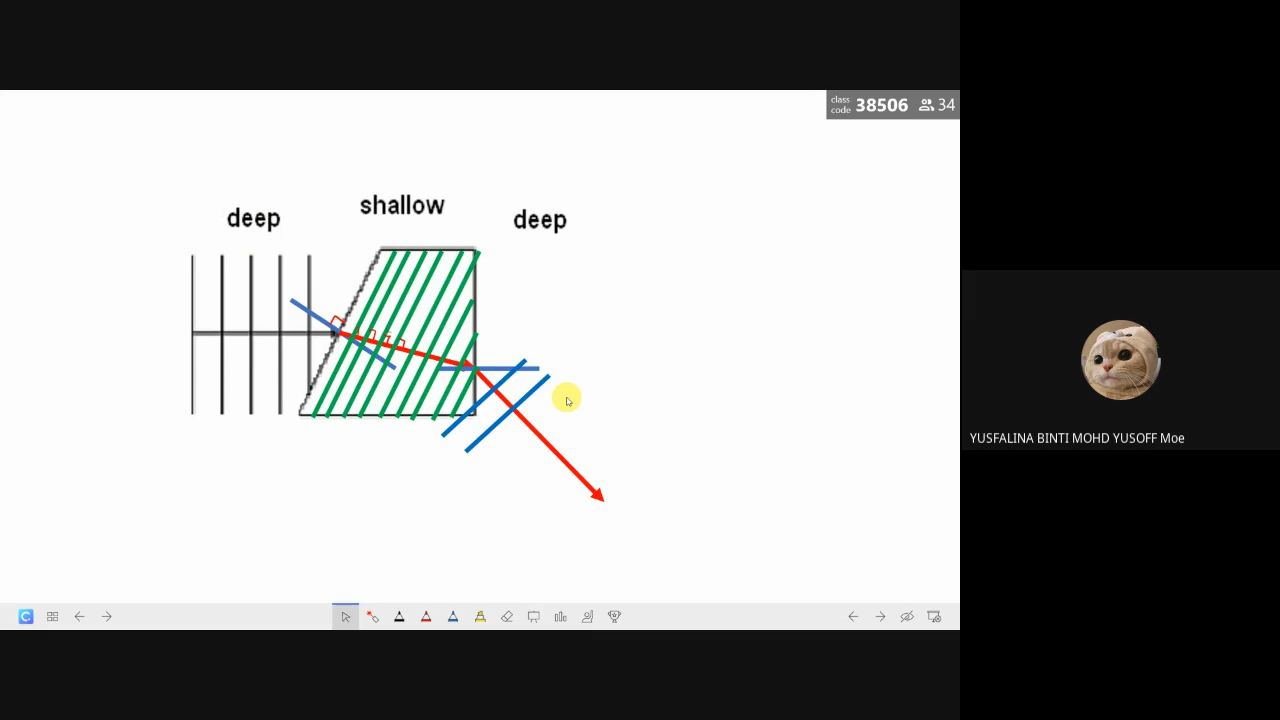 class code 38506 34
shallow
deep
deep
YUSFALINA BINTI MOHD YUSOFF Moe